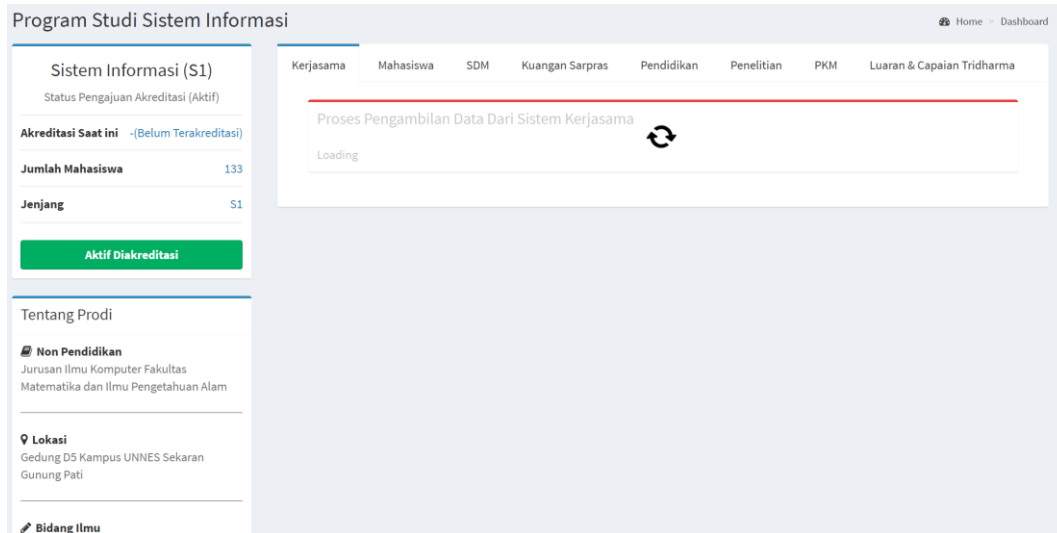 Program Studi Sistem Informasi
Home > Dashboard
Sistem Informasi (S1)
Status Pengajuan Akreditasi (Aktif)
Akreditasi Saat ini -(Belum Terakreditasi)
Jumlah Mahasiswa 133
Jenjang S1
Aktif Diakreditasi
Tentang Prodi
Non Pendidikan
Jurusan Ilmu Komputer Fakultas
Matematika dan Ilmu Pengetahuan Alam
Lokasi
Gedung D5 Kampus UNNES Sekaran
Gunung Pati
Bidang Ilmu
Kerjasama Mahasiswa SDM Kuangan Sarpras Pendidikan Penelitian PKM Luaran & Capaian Tridharma
Proses Pengambilan Data Dari Sistem Kerjasama
Loading